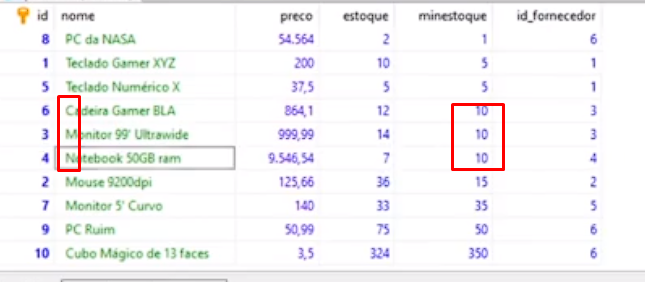 id nome preco estoque minestoque id_fornecedor
8 PC da NASA 54.564 2 1 6
1 Teclado Gamer XYZ 200 10 5 1
5 Teclado Numérico X 37,5 5 5 1
6 Cadeira Gamer BLA 864,1 12 10 3
3 Monitor 99' Ultrawide 999,99 14 10 3
4 Notebook 50GB ram 9.546,54 7 10 4
2 Mouse 9200dpi 125,66 36 15 2
7 Monitor 5' Curvo 140 33 35 5
9 PC Ruim 50,99 75 50 6
10 Cubo Mágico de 13 faces 3,5 324 350 6